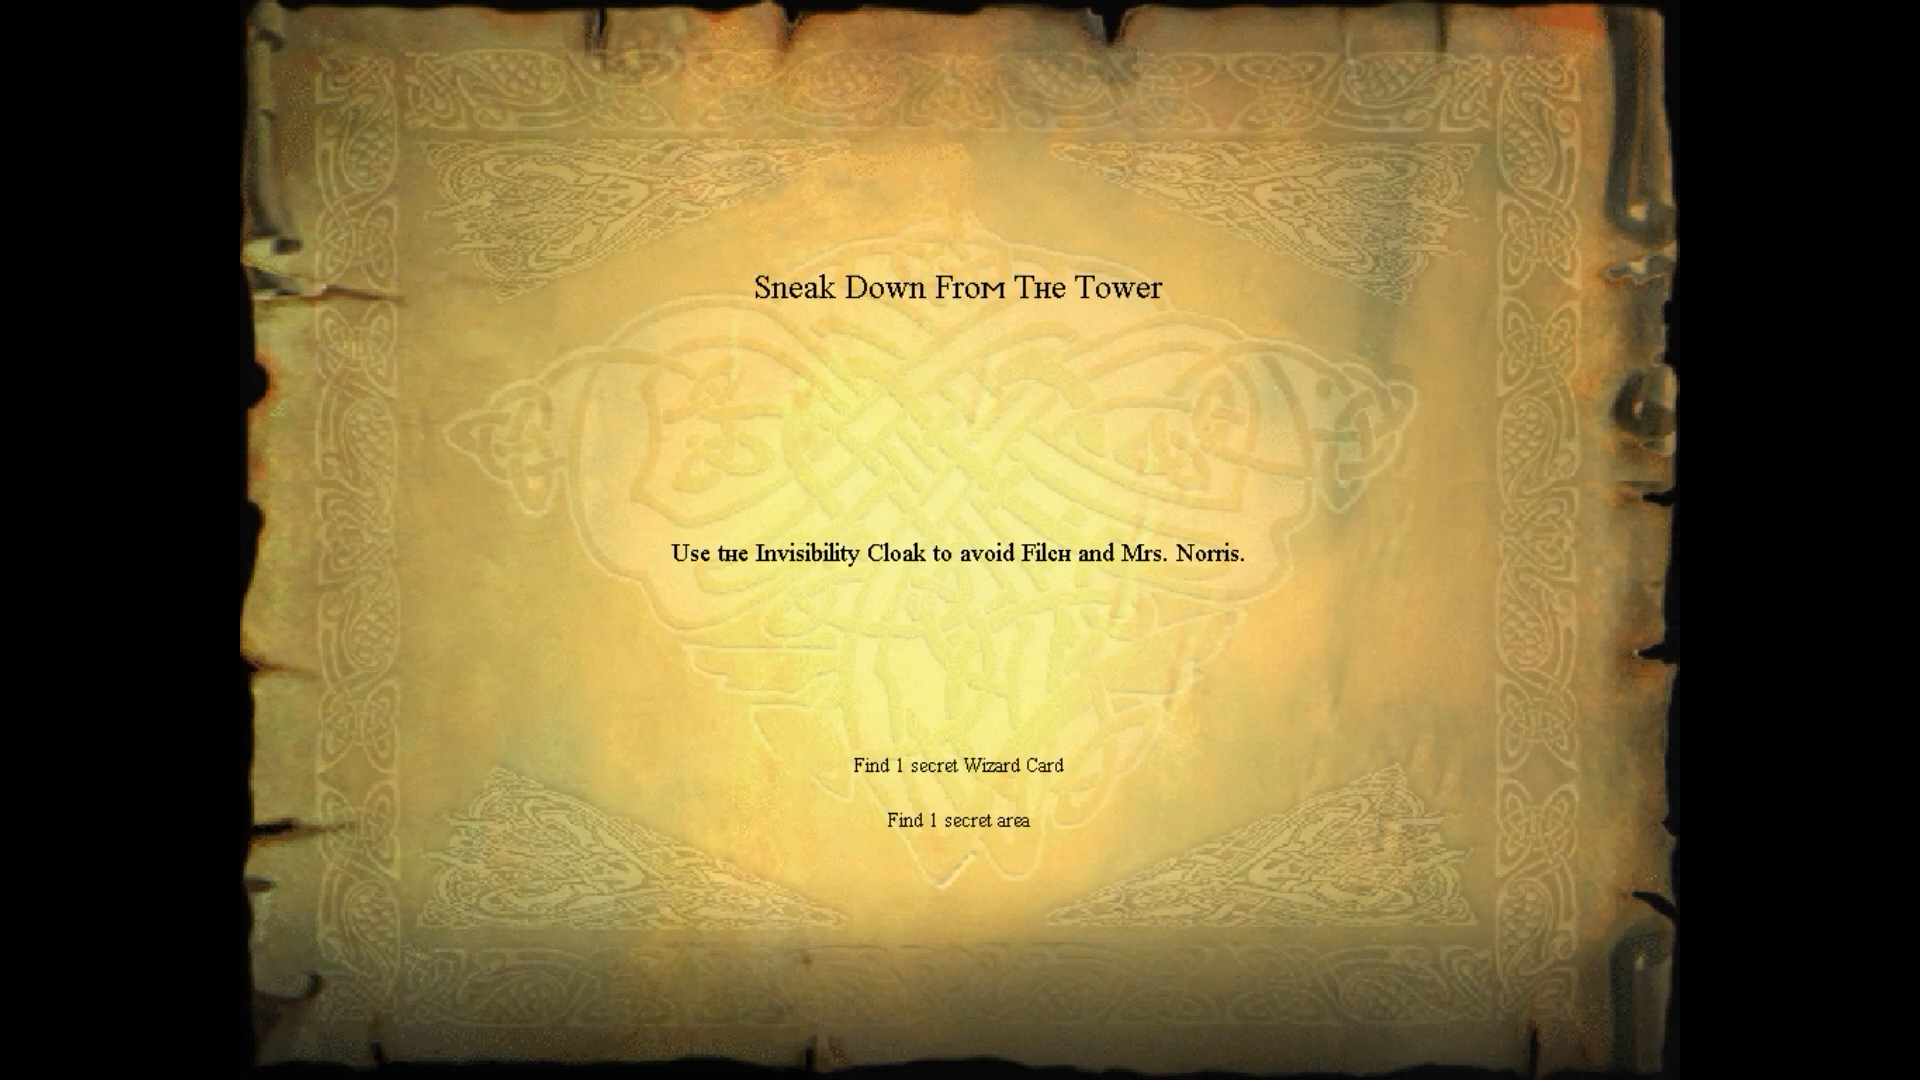 Sneak Down From The Tower
Use the Invisibility Cloak to avoid Filch and Mrs. Norris.
Find 1 secret Wizard Card
Find 1 secret area